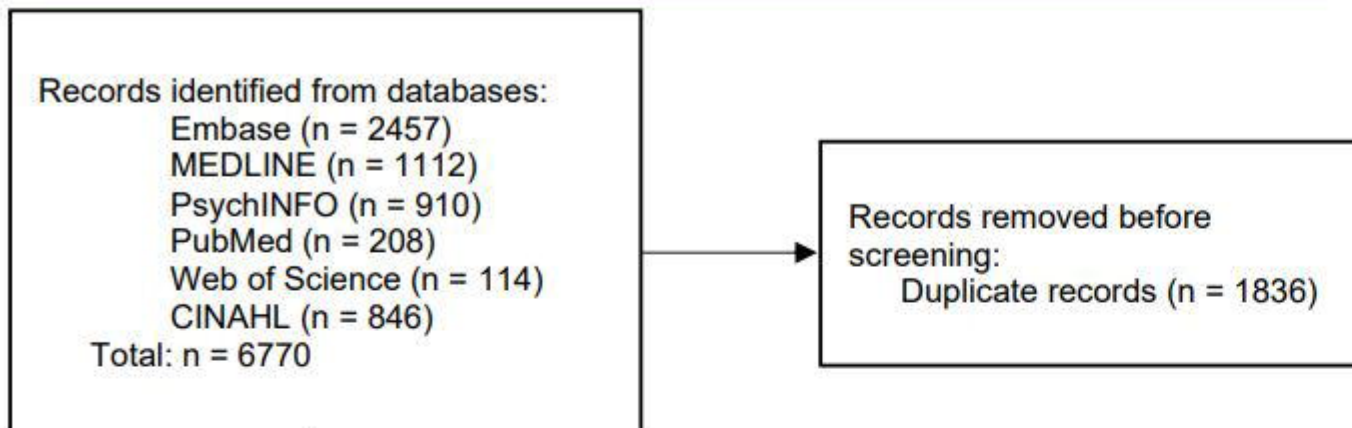 Records identified from databases:
Embase (n = 2457)
MEDLINE (n = 1112)
PsychINFO (n = 910)
PubMed (n = 208)
Web of Science (n = 114)
CINAHL (n = 846)
Total: n = 6770
Records removed before
screening:
Duplicate records (n = 1836)